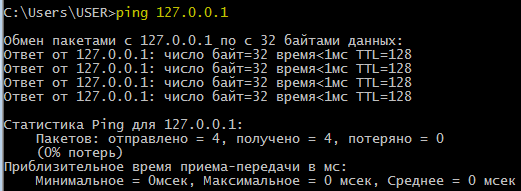 C:\Users\USER>ping 127.0.0.1
Обмен пакетами с 127.0.0.1 по с 32 байтами данных:
Ответ от 127.0.0.1: число байт=32 время<1мс TTL=128
Ответ от 127.0.0.1: число байт=32 время<1мс TTL=128
Ответ от 127.0.0.1: число байт=32 время<1мс TTL=128
Ответ от 127.0.0.1: число байт=32 время<1мс TTL=128
Статистика Ping для 127.0.0.1:
Пакетов: отправлено = 4, получено = 4, потеряно = 0
(0% потерь)
Приблизительное время приема-передачи в мс:
Минимальное = 0мсек, Максимальное = 0 мсек, Среднее = 0 мсек